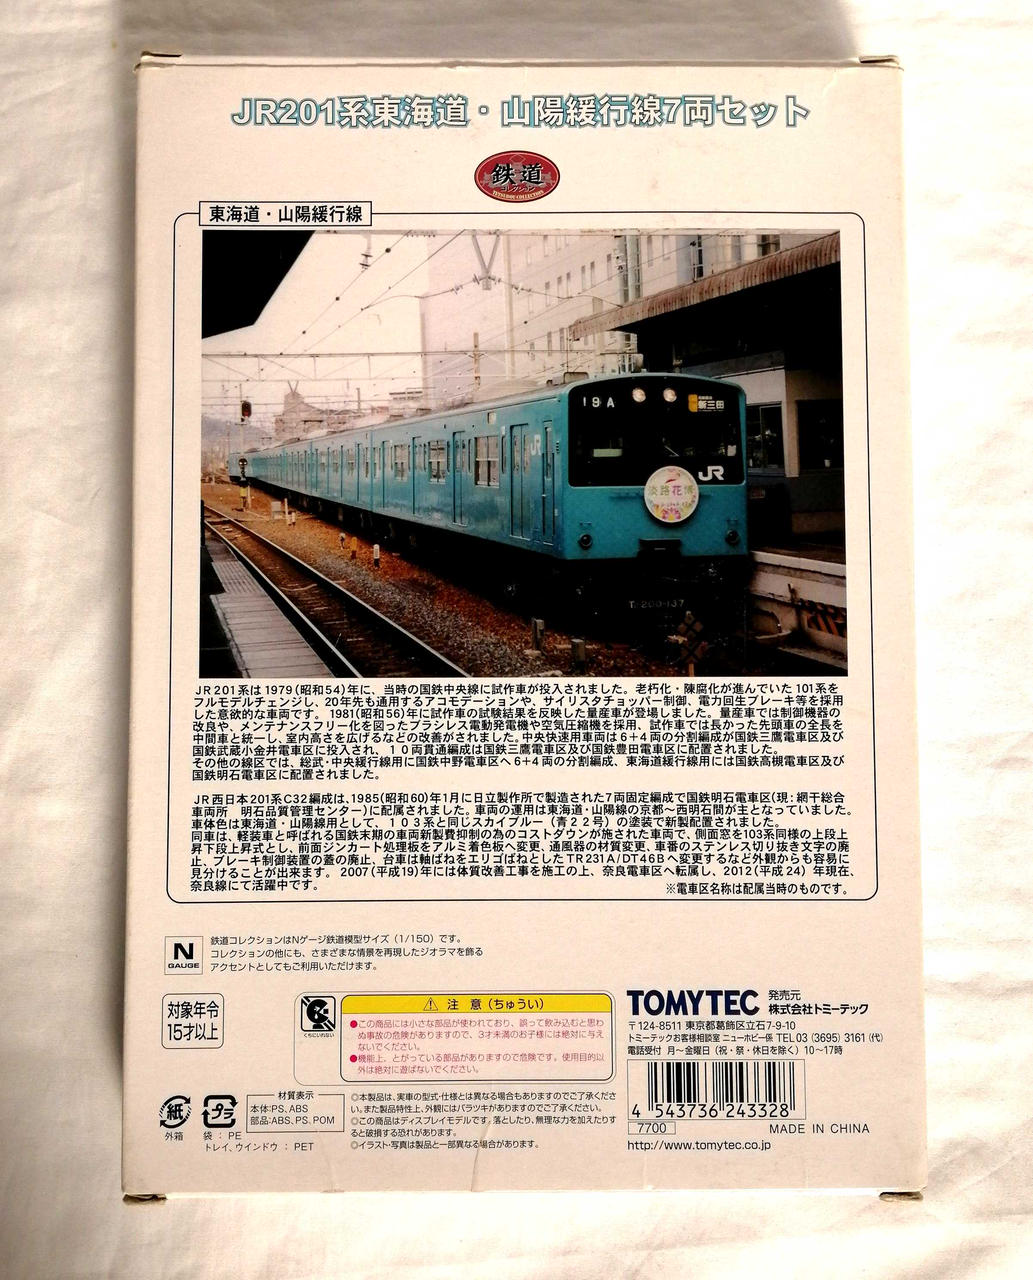 JR201系東海道・山陽緩行線7両セット
鉄道
コレクション
TETSUDOU COLLECTION
東海道・山陽緩行線
19A
新三田
JR
JR
淡路花博
T 200-137
JR201系は1979(昭和54)年に、当時の国鉄中央線に試作車が投入されました。老朽化・陳腐化が進んでいた101系を
フルモデルチェンジし、20年先も通用するアコモデーションや、サイリスタチョッパー制御、電力回生ブレーキ等を採用
した意欲的な車両です。1981(昭和56)年に試作車の試験結果を反映した量産車が登場しました。量産車では制御機器の
改良や、メンテナンスフリー化を図ったブラシレス電動発電機や空気圧縮機を採用、試作車では長かった先頭車の全長を
中間車と統一し、室内高さを広げるなどの改善がされました。中央快速用車両は6+4両の分割編成が国鉄三鷹電車区及び
国鉄武蔵小金井電車区に投入され、10両貫通編成は国鉄三鷹電車区及び国鉄豊田電車区に配置されました。
その他の線区では、総武・中央緩行線用に国鉄中野電車区へ6+4両の分割編成、東海道緩行線用には国鉄高槻電車区及び
国鉄明石電車区に配置されました。
JR西日本201系C32編成は、1985(昭和60)年1月に日立製作所で製造された7両固定編成で国鉄明石電車区(現:網干総合
車両所 明石品質管理センター)に配属されました。車両の運用は東海道・山陽線の京都~西明石間が主となっていました。
車体色は東海道・山陽線用として、103系と同じスカイブルー(青22号)の塗装で新製配置されました。
同車は、軽装車と呼ばれる国鉄末期の車両新製費抑制の為のコストダウンが施された車両で、側面窓を103系同様の上段上
昇下段上昇式とし、前面ジンカート処理板をアルミ着色板へ変更、通風器の材質変更、車番のステンレス切り抜き文字の廃
止、ブレーキ制御装置の蓋の廃止、台車は軸ばねをエリゴばねとしたTR231A/DT46Bへ変更するなど外観からも容易に
見分けることが出来ます。2007(平成19)年には体質改善工事を施工の上、奈良電車区へ転属し、2012(平成24)年現在、
奈良線にて活躍中です。
※電車区名称は配属当時のものです。
N
GAUGE
鉄道コレクションはNゲージ鉄道模型サイズ(1/150)です。
コレクションの他にも、さまざまな情景を再現したジオラマを飾る
アクセントとしてもご利用いただけます。
対象年令
15才以上
くちにいれない
注意(ちゅうい)
●この商品には小さな部品が使われており、誤って飲み込むと思わ
ぬ事故の危険がありますので、3才未満のお子様には絶対に与え
ないでください。
●機能上、とがっている部品がありますので危険です。使用目的以
外は絶対に遊ばないでください。
TOMYTEC
発売元
株式会社トミーテック
〒124-8511 東京都葛飾区立石7-9-10
トミーテックお客様相談室 ニューホビー係 TEL03(3695)3161(代)
電話受付 月~金曜日(祝・祭・休日を除く)10~17時
紙
外箱
プラ
袋:PE
トレイ、ウインドウ:PET
材質表示
本体:PS、ABS
部品:ABS、PS、POM
◎本製品は、実車の型式・仕様とは異なる場合もありますのでご了承くださ
い。また製品特性上、外観にはバラツキがありますのでご了承ください。
◎この商品はディスプレイモデルです。落としたり、無理な力を加えたりす
ると破損する恐れがあります。
◎イラスト・写真は製品と一部異なる場合があります。
4 543736 243328
7700
MADE IN CHINA
http://www.tomytec.co.jp